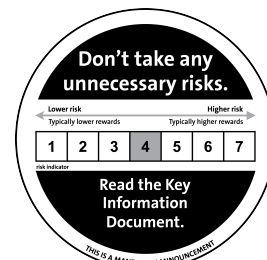 Don't take any
unnecessary risks.
Lower risk Higher risk
Typically lower rewards Typically higher rewards
1 2 3 4 5 6 7
risk indicator
Read the Key
Information
Document.
THIS IS A MANDATORY ANNOUNCEMENT